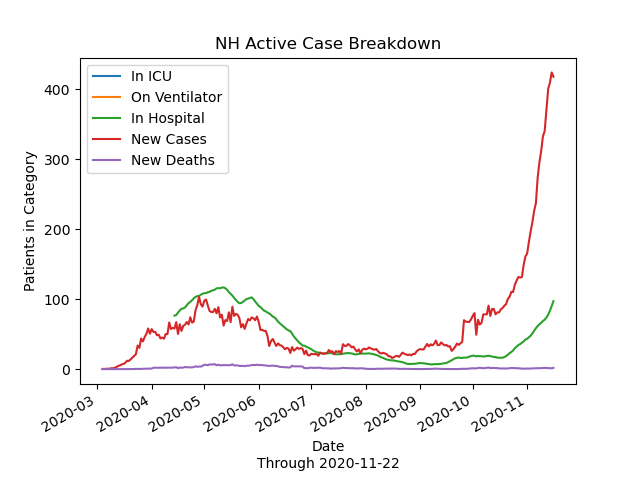 NH Active Case Breakdown
In ICU
On Ventilator
In Hospital
New Cases
New Deaths
Patients in Category
400
300
200
100
0
2020-03
2020-04
2020-05
2020-06
2020-07
2020-08
2020-09
2020-10
2020-11
Date
Through 2020-11-22